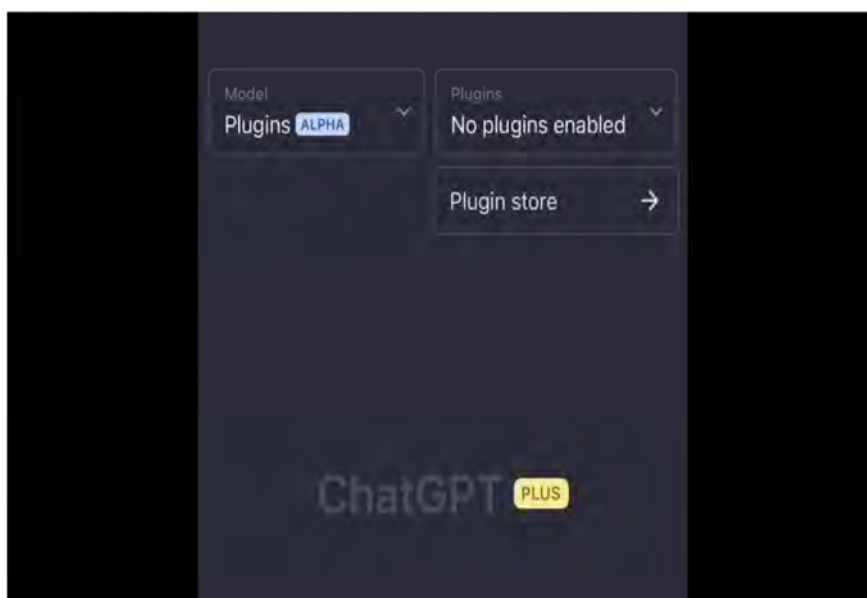 Model
Plugins ALPHA
Plugins
No plugins enabled
Plugin store
ChatGPT PLUS